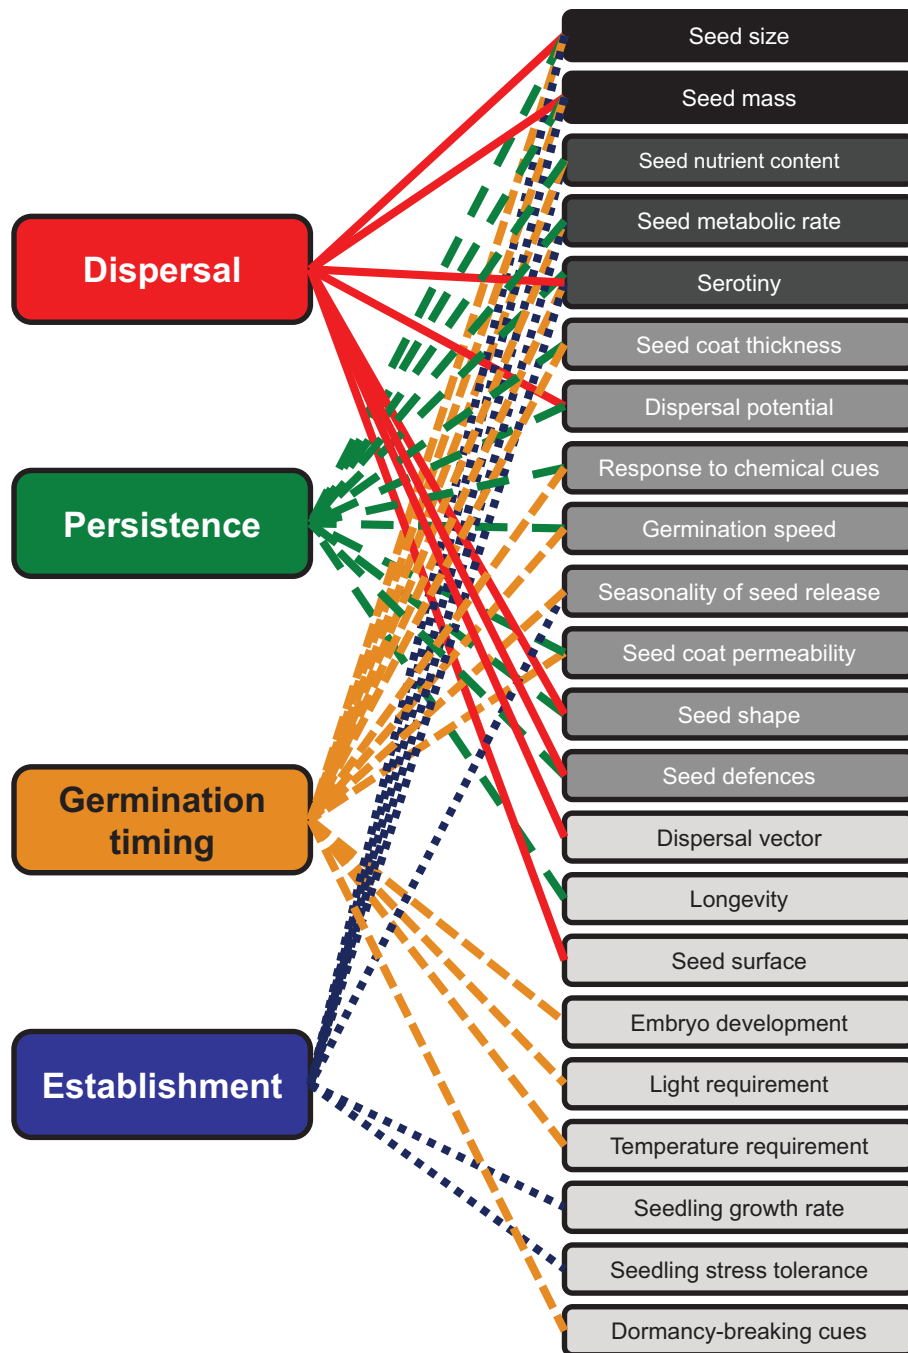 Dispersal
Persistence
Germination
timing
Establishment
Seed size
Seed mass
Seed nutrient content
Seed metabolic rate
Serotiny
Seed coat thickness
Dispersal potential
Response to chemical cues
Germination speed
Seasonality of seed release
Seed coat permeability
Seed shape
Seed defences
Dispersal vector
Longevity
Seed surface
Embryo development
Light requirement
Temperature requirement
Seedling growth rate
Seedling stress tolerance
Dormancy-breaking cues